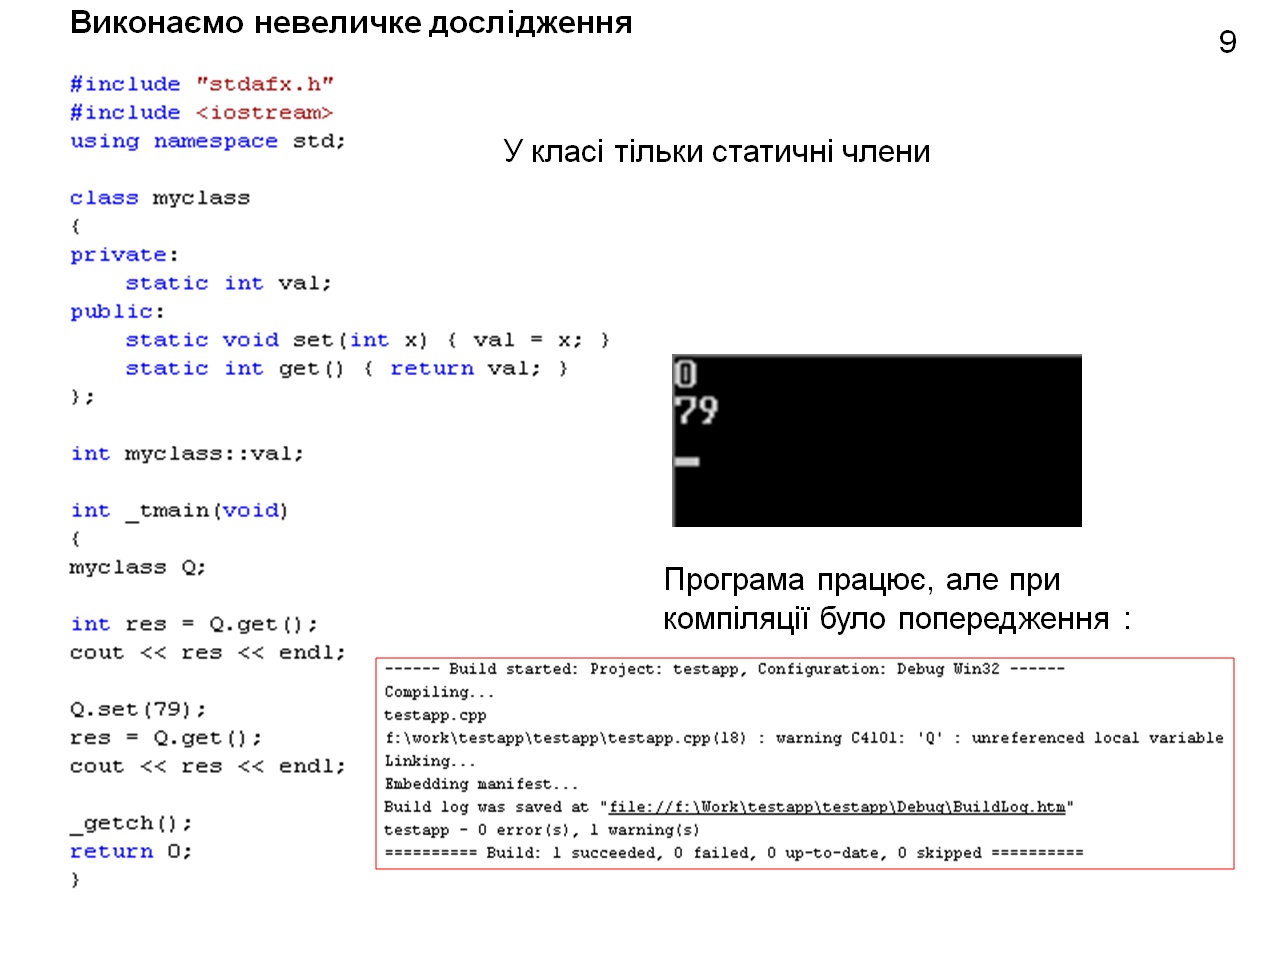 Виконаємо невеличке дослідження
9
#include "stdafx.h"
#include <iostream>
using namespace std;
У класі тільки статичні члени
class myclass
{
private:
static int val;
public:
static void set(int x) { val = x; }
static int get() { return val; }
};
int myclass::val;
int _tmain(void)
{
myclass Q;
int res = Q.get();
cout << res << endl;
Q.set(79);
res = Q.get();
cout << res << endl;
_getch();
return 0;
}
0
79
_
Програма працює, але при
компіляції було попередження :
------ Build started: Project: testapp, Configuration: Debug Win32 ------
Compiling...
testapp.cpp
f:\work\testapp\testapp\testapp.cpp(18) : warning C4101: 'Q' : unreferenced local variable
Linking...
Embedding manifest...
Build log was saved at "file://f:\Work\testapp\testapp\Debug\BuildLog.htm"
testapp - 0 error(s), 1 warning(s)
========== Build: 1 succeeded, 0 failed, 0 up-to-date, 0 skipped ==========